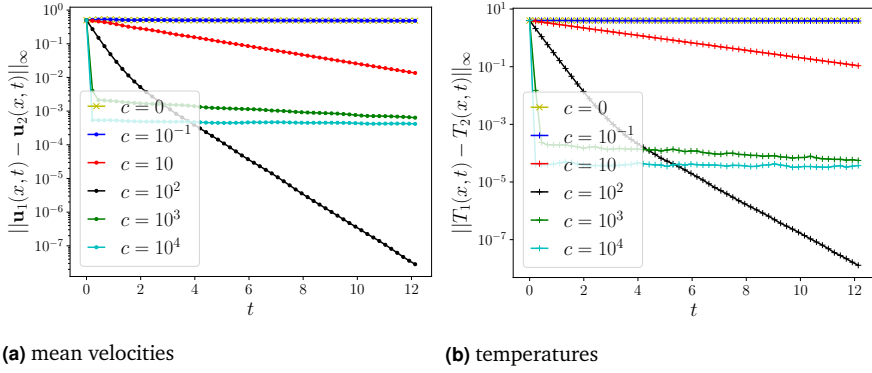 10^0
10^{-1}
10^{-2}
10^{-3}
10^{-4}
10^{-5}
10^{-6}
10^{-7}
||u_1(x, t) − u_2(x, t)||_∞
c = 0
c = 10^{-1}
c = 10
c = 10^2
c = 10^3
c = 10^4
0 2 4 6 8 10 12
t
(a) mean velocities
10^1
10^{-1}
10^{-4}
10^{-7}
||T_1(x, t) − T_2(x, t)||_∞
c = 0
c = 10^{-1}
c = 10
c = 10^2
c = 10^3
c = 10^4
0 2 4 6 8 10 12
t
(b) temperatures